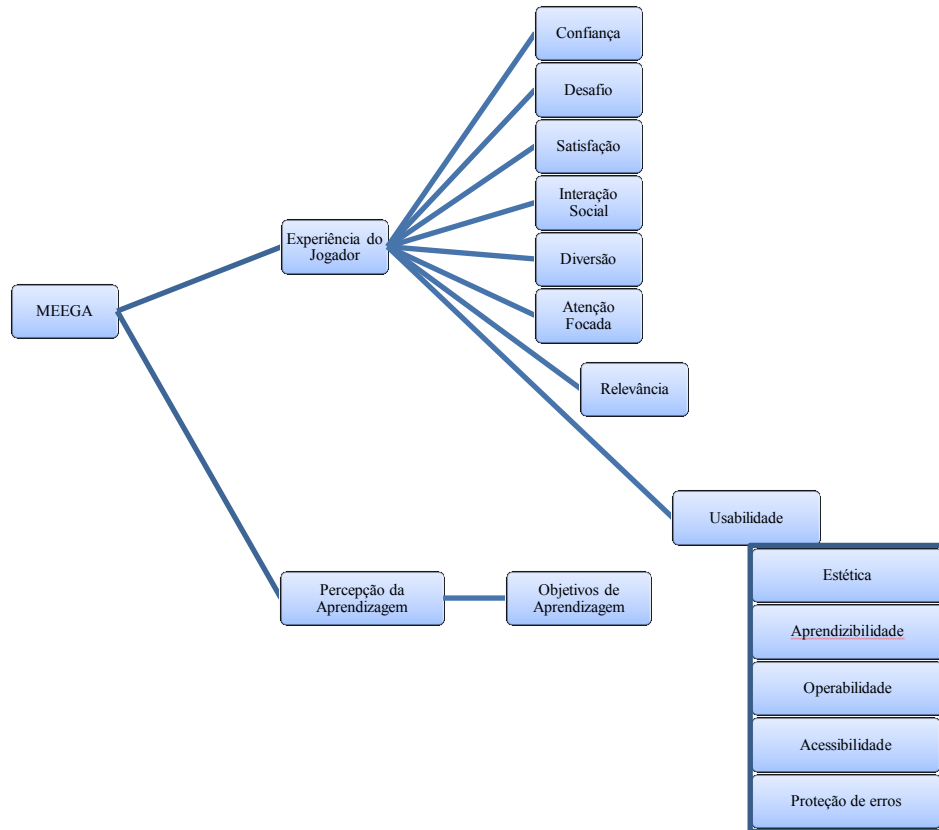 Confiança
Desafio
Satisfação
Interação
Social
Experiência do
Jogador
Diversão
MEEGA
Atenção
Focada
Relevância
Usabilidade
Estética
Percepção da
Aprendizagem
Objetivos de
Aprendizagem
Aprendizibilidade
Operabilidade
Acessibilidade
Proteção de erros